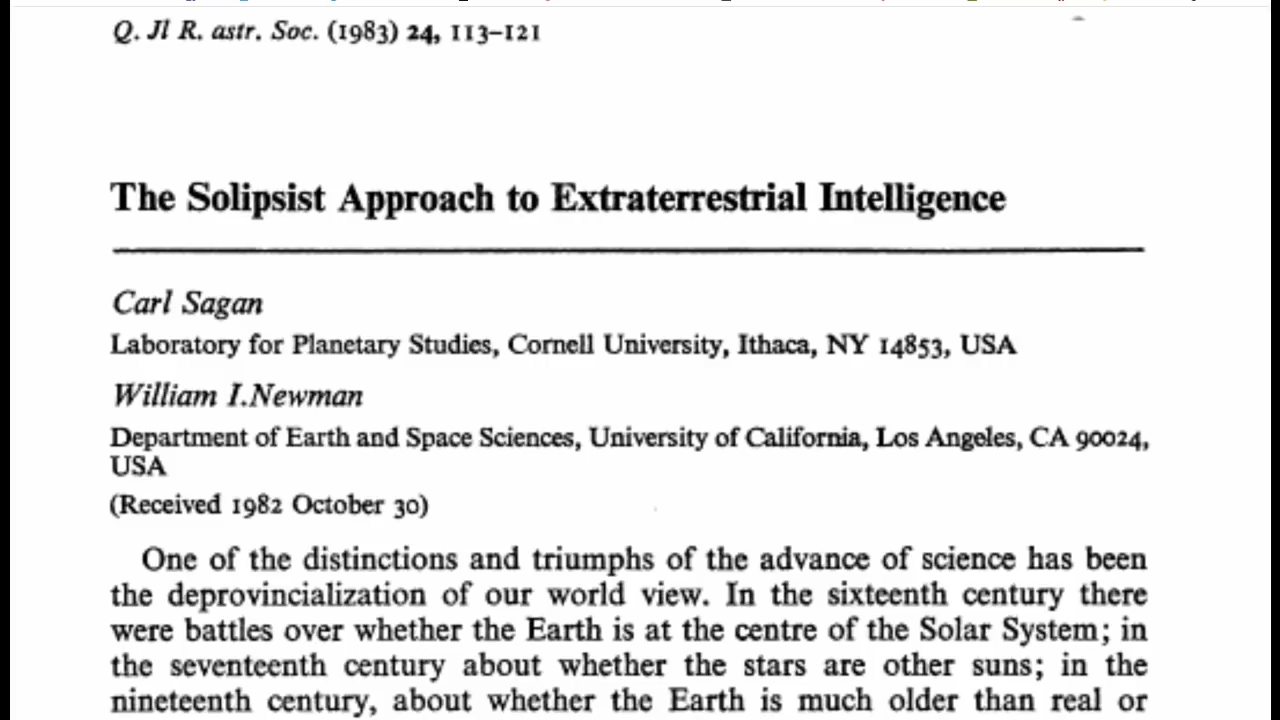 Q. Jl R. astr. Soc. (1983) 24, 113–121
The Solipsist Approach to Extraterrestrial Intelligence
Carl Sagan
Laboratory for Planetary Studies, Cornell University, Ithaca, NY 14853, USA
William I.Newman
Department of Earth and Space Sciences, University of California, Los Angeles, CA 90024,
USA
(Received 1982 October 30)
One of the distinctions and triumphs of the advance of science has been
the deprovincialization of our world view. In the sixteenth century there
were battles over whether the Earth is at the centre of the Solar System; in
the seventeenth century about whether the stars are other suns; in the
nineteenth century, about whether the Earth is much older than real or